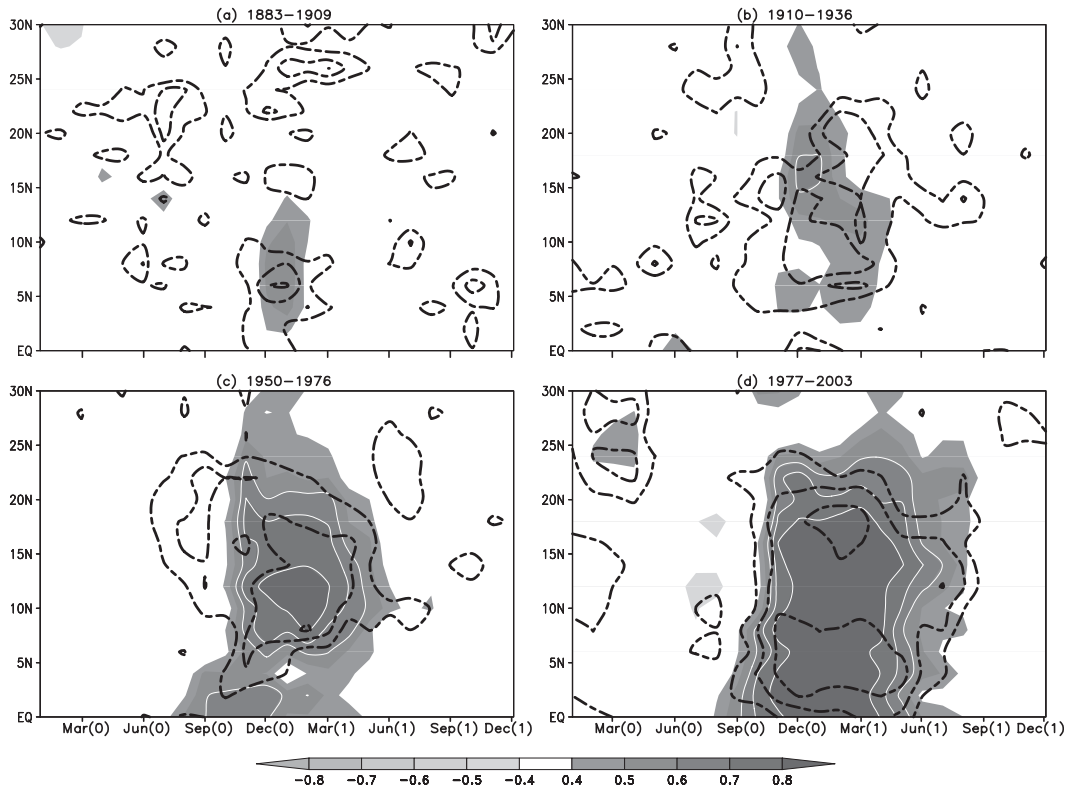 (a) 1883−1909
(b) 1910−1936
30N
25N
20N
15N
10N
5N
EQ
30N
25N
20N
15N
10N
5N
EQ
(c) 1950−1976
(d) 1977−2003
30N
25N
20N
15N
10N
5N
EQ
30N
25N
20N
15N
10N
5N
EQ
Mar(0) Jun(0) Sep(0) Dec(0) Mar(1) Jun(1) Sep(1) Dec(1)
Mar(0) Jun(0) Sep(0) Dec(0) Mar(1) Jun(1) Sep(1) Dec(1)
−0.8 −0.7 −0.6 −0.5 −0.4 0.4 0.5 0.6 0.7 0.8